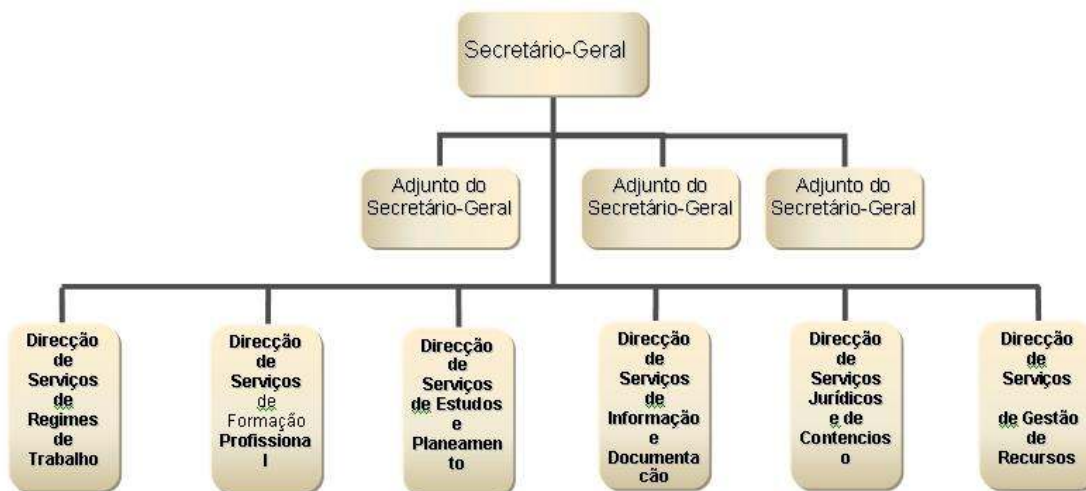 Secretário-Geral
Adjunto do
Secretário-Geral
Adjunto do
Secretário-Geral
Adjunto do
Secretário-Geral
Direcção
de
Serviços
de
Regimes
de
Trabalho
Direcção
de
Serviços
de
Formação
Profissiona
l
Direcção
de
Serviços
de Estudos
e
Planeamen
to
Direcção
de
Serviços
de
Informação
e
Documenta
cão
Direcção
de
Serviços
Jurídicos
e de
Contencios
o
Direcção
de
Serviços
de Gestão
de
Recursos